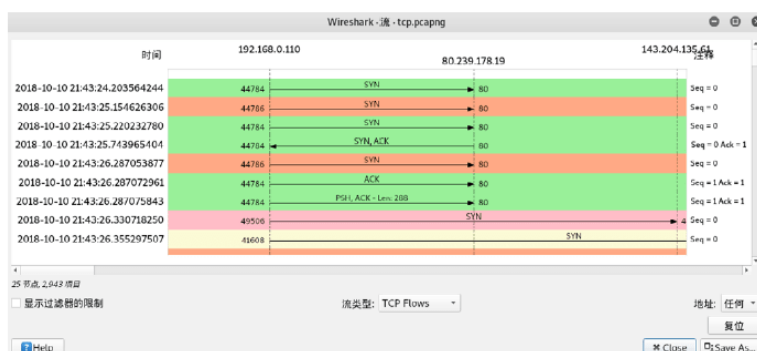 Wireshark · 流 · tcp.pcapng
时间 192.168.0.110 80.239.178.19 143.204.135.61 注释
2018-10-10 21:43:24.203564244 44784 SYN 80 Seq = 0
2018-10-10 21:43:25.154626306 44786 SYN 80 Seq = 0
2018-10-10 21:43:25.220232780 44784 SYN 80 Seq = 0
2018-10-10 21:43:25.743965404 44784 SYN, ACK 80 Seq = 0 Ack = 1
2018-10-10 21:43:26.287053877 44786 SYN 80 Seq = 0
2018-10-10 21:43:26.287072961 44784 ACK 80 Seq = 1 Ack = 1
2018-10-10 21:43:26.287075843 44784 PSH, ACK - Len: 288 80 Seq = 1 Ack = 1
2018-10-10 21:43:26.330718250 49506 SYN 4 Seq = 0
2018-10-10 21:43:26.355297507 41608 SYN Seq = 0
25 节点, 2,943 项目
显示过滤器的限制 流类型: TCP Flows 地址: 任何
复位
Help Close Save As...